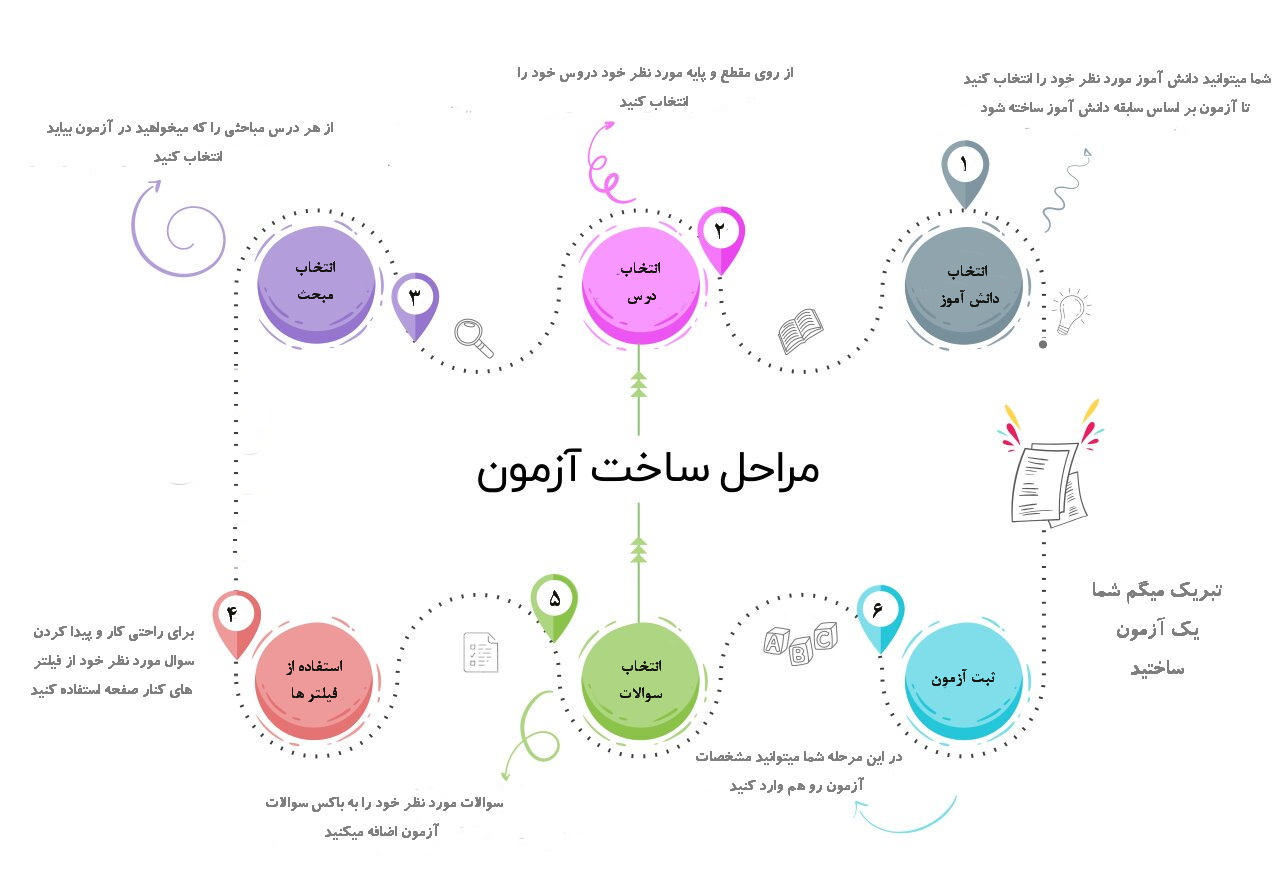 مراحل ساخت آزمون
شما میتوانید دانش آموز مورد نظر خود را انتخاب کنید
تا آزمون بر اساس سابقه دانش آموز ساخته شود
۱
انتخاب
دانش آموز
از روی مقطع و پایه مورد نظر خود دروس خود را
انتخاب کنید
۲
انتخاب
درس
از هر درس مباحثی را که میخواهید در آزمون بیاید
انتخاب کنید
۳
انتخاب
مبحث
۴
استفاده از
فیلتر ها
برای راحتی کار و پیدا کردن
سوال مورد نظر خود از فیلتر
های کنار صفحه استفاده کنید
۵
انتخاب
سوالات
سوالات مورد نظر خود را به باکس سوالات
آزمون اضافه میکنید
A B C
۶
ثبت آزمون
در این مرحله شما میتوانید مشخصات
آزمون رو هم وارد کنید
تبریک میگم شما
یک آزمون
ساختید